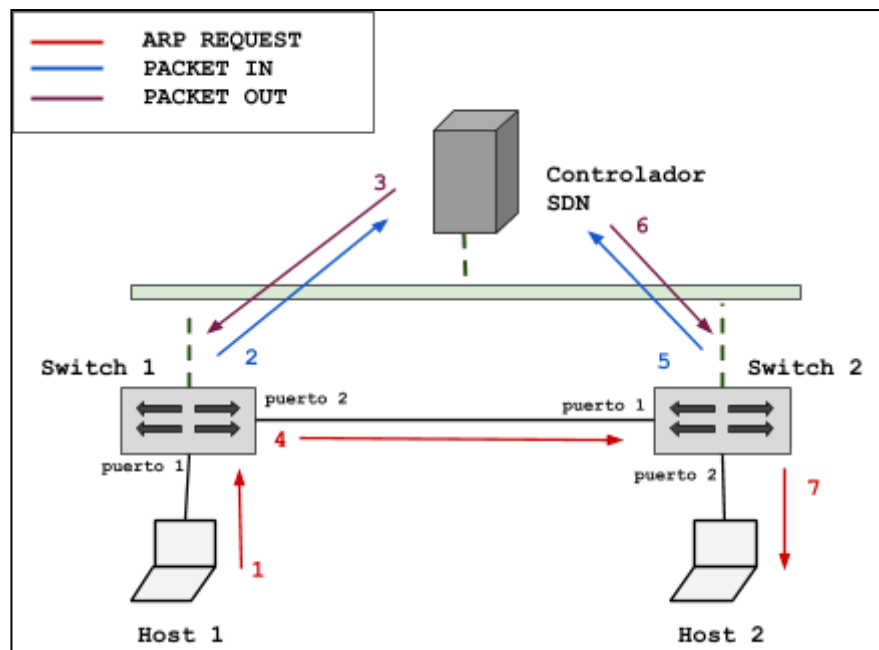 ARP REQUEST
PACKET IN
PACKET OUT
Controlador
SDN
3
6
2
5
Switch 1
Switch 2
puerto 2
puerto 1
4
puerto 1
puerto 2
7
1
Host 1
Host 2